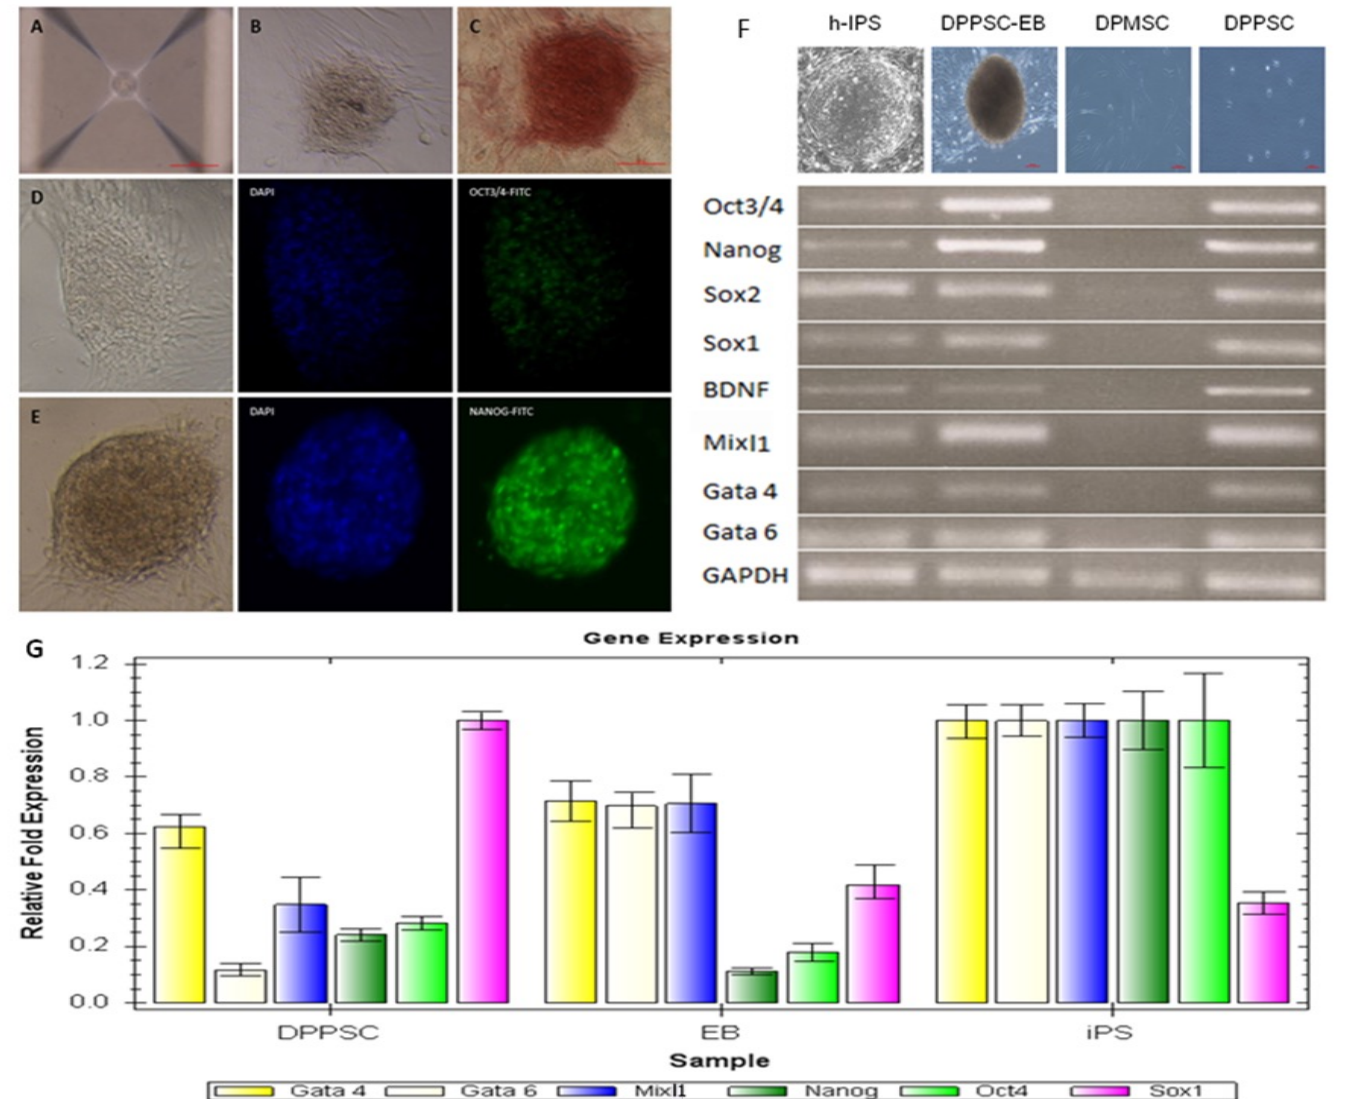 A
B
C
D
DAPI
OCT3/4-FITC
E
DAPI
NANOG-FITC
F
h-IPS DPPSC-EB DPMSC DPPSC
Oct3/4
Nanog
Sox2
Sox1
BDNF
Mixl1
Gata 4
Gata 6
GAPDH
G
Gene Expression
Relative Fold Expression
1.2
1.0
0.8
0.6
0.4
0.2
0.0
DPPSC EB iPS
Sample
Gata 4 Gata 6 Mixl1 Nanog Oct4 Sox1